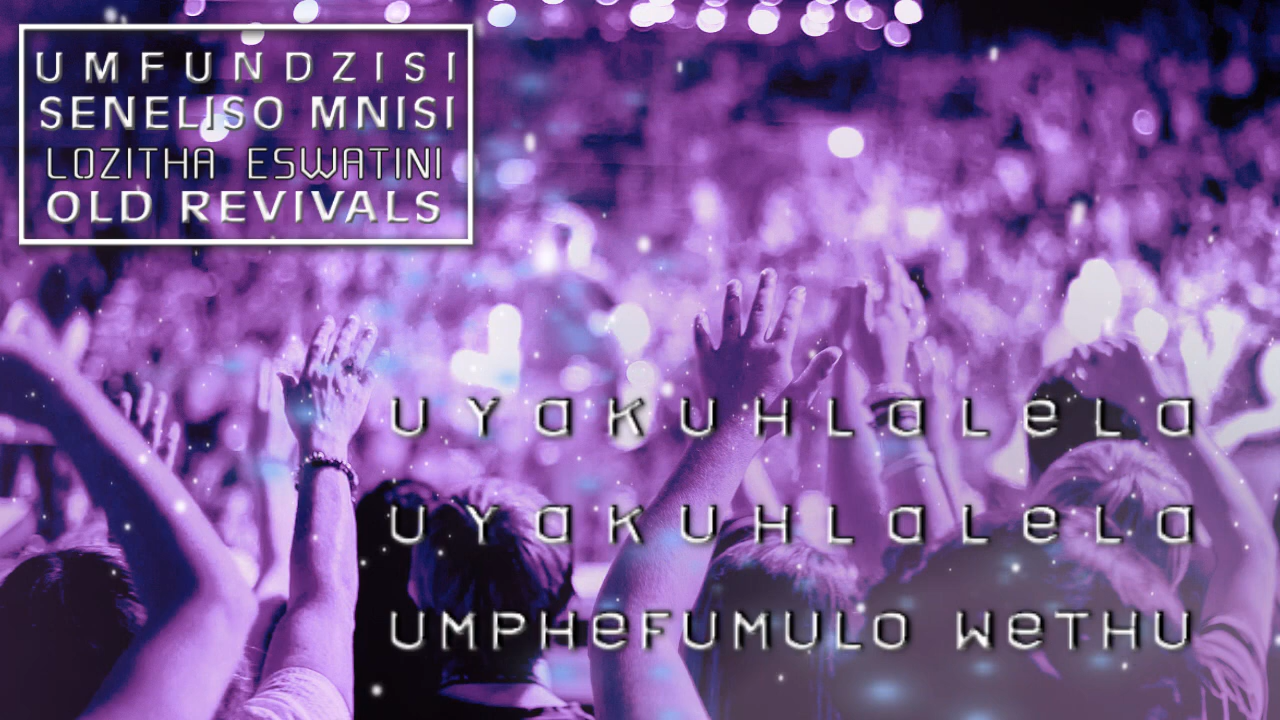 UMFUNDZISI
SENELISO MNISI
LOZITHA ESWATINI
OLD REVIVALS
UYAKUHLALELA
UYAKUHLALELA
UMPHEFUMULO WETHU